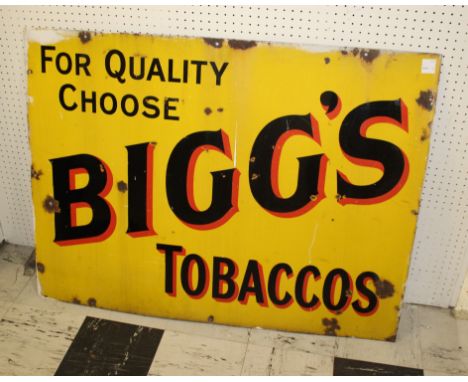 FOR QUALITY
CHOOSE
BIGG'S
TOBACCOS